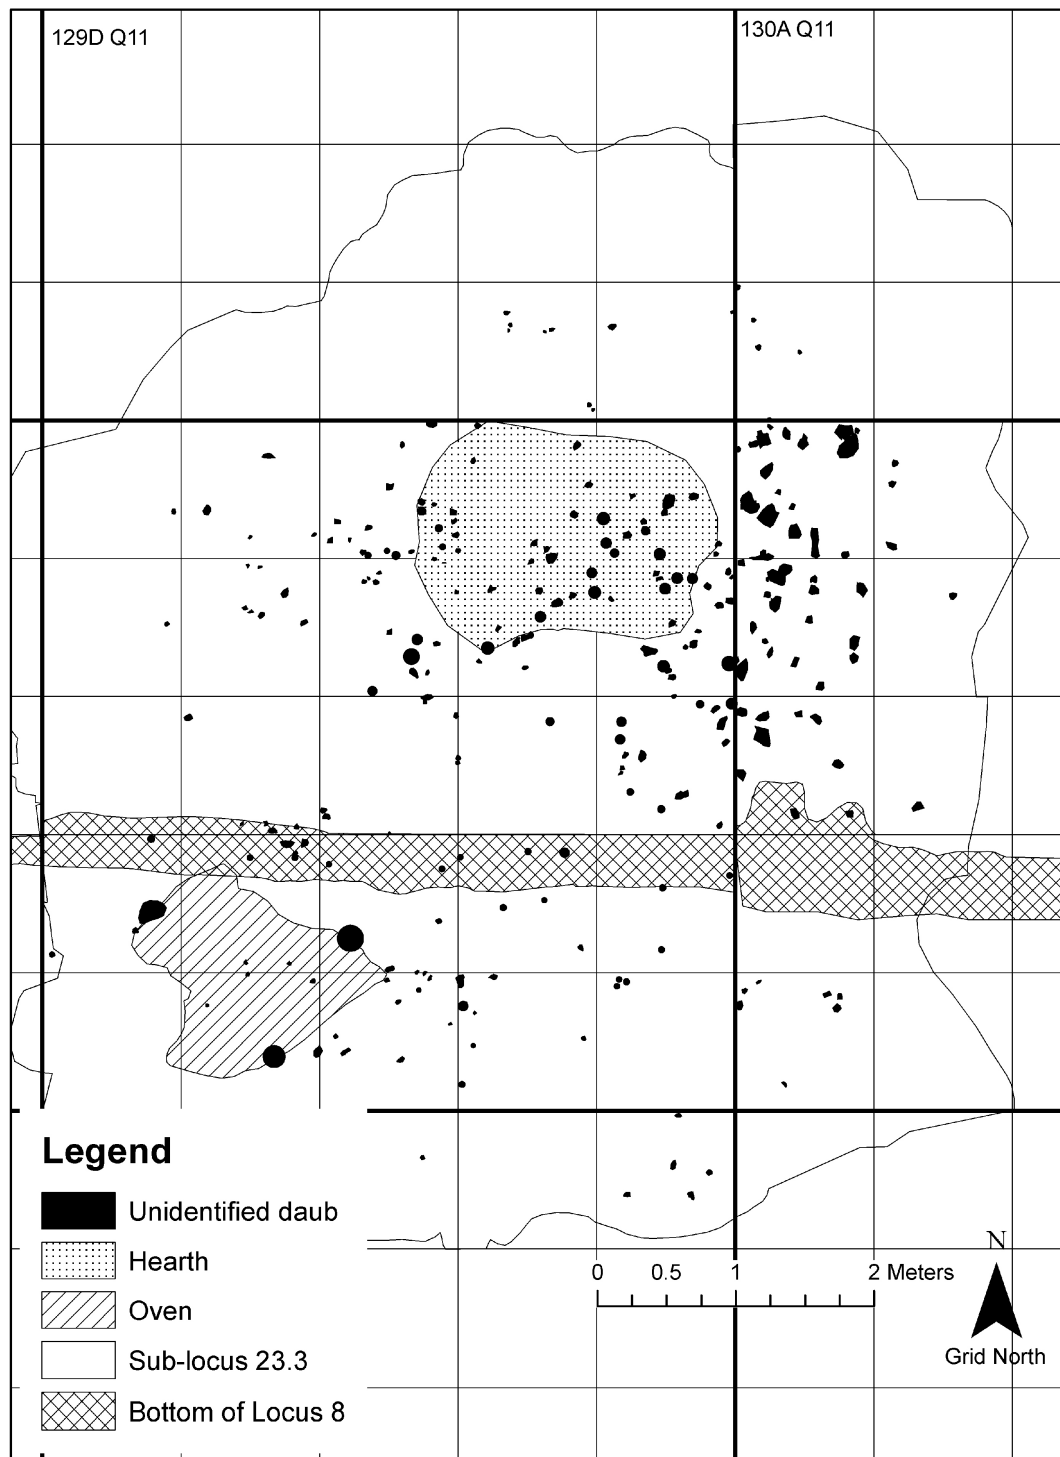 129D Q11
130A Q11
Legend
Unidentified daub
Hearth
Oven
Sub-locus 23.3
Bottom of Locus 8
0 0.5 1 2 Meters
N
Grid North